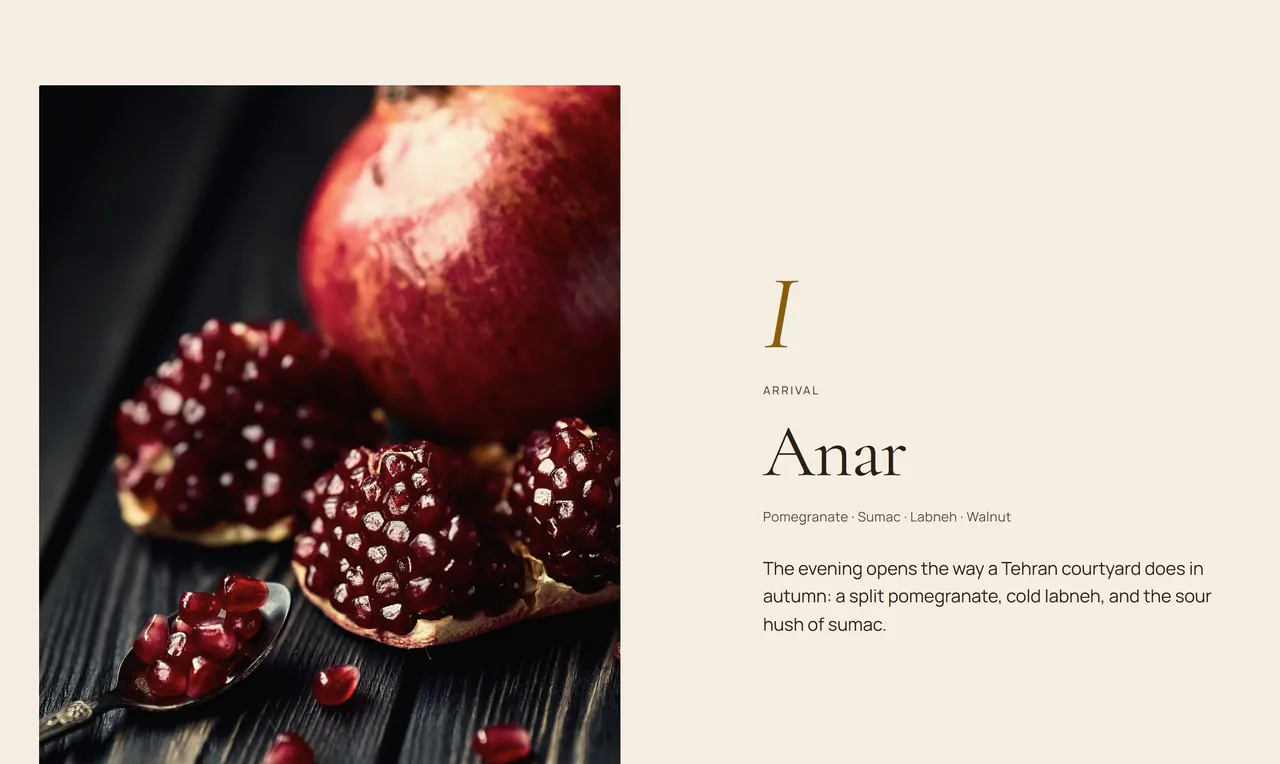 I
ARRIVAL
Anar
Pomegranate · Sumac · Labneh · Walnut
The evening opens the way a Tehran courtyard does in
autumn: a split pomegranate, cold labneh, and the sour
hush of sumac.